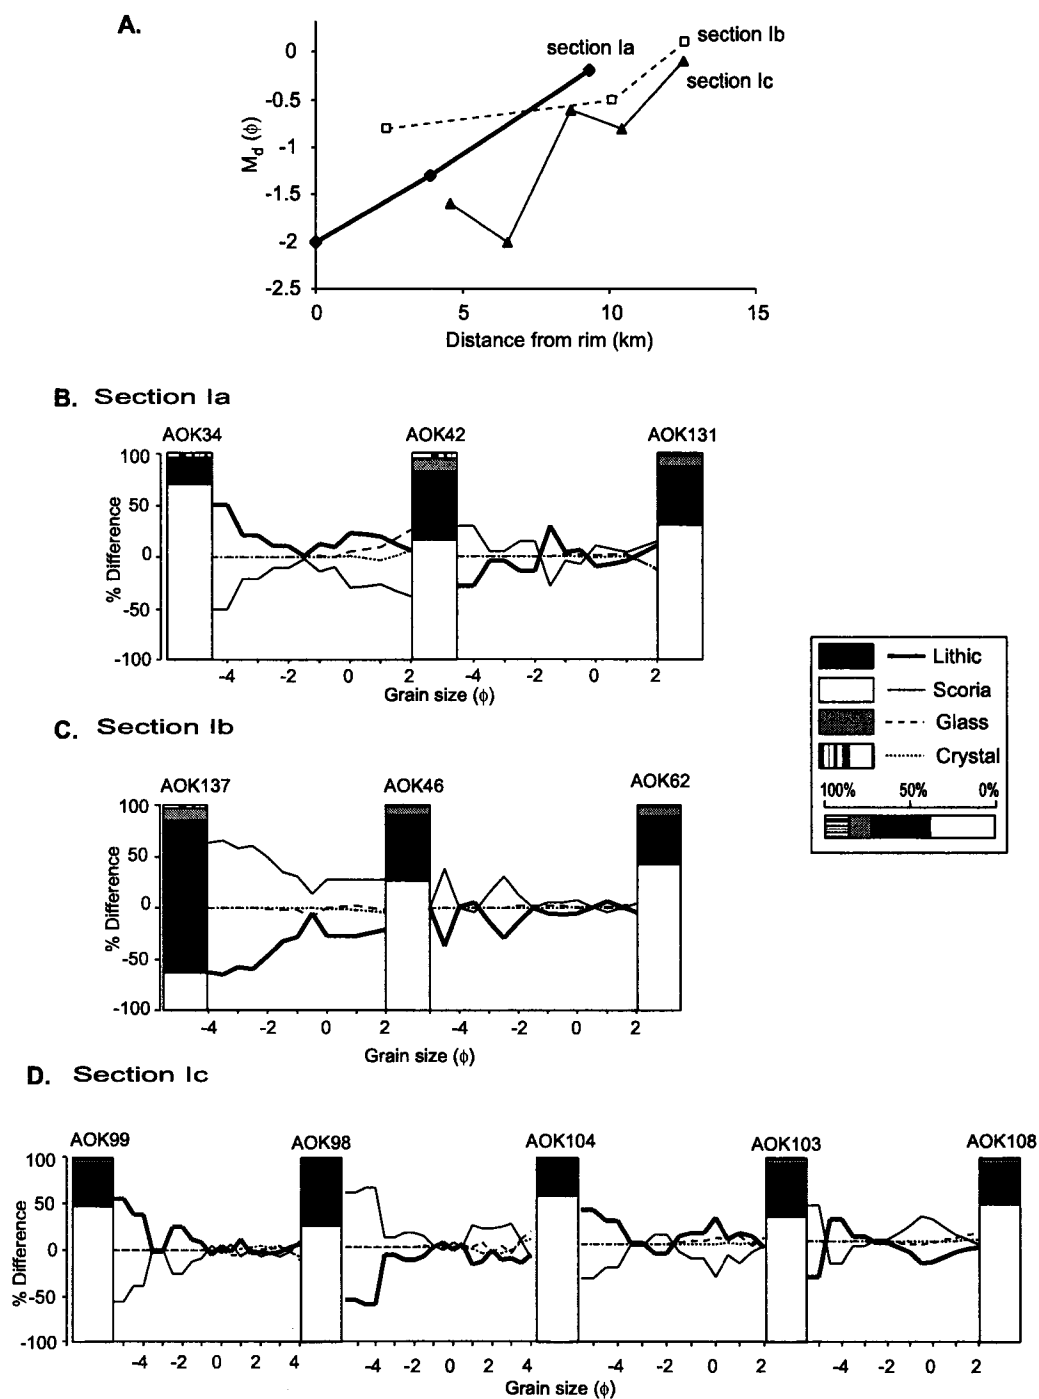 A.
section Ia
section Ib
section Ic
0
-0.5
-1
-1.5
-2
-2.5
Md (ϕ)
0 5 10 15
Distance from rim (km)
B. Section Ia
AOK34 AOK42 AOK131
100
50
0
-50
-100
% Difference
-4 -2 0 2 -4 -2 0 2
Grain size (ϕ)
Lithic
Scoria
Glass
Crystal
100% 50% 0%
C. Section Ib
AOK137 AOK46 AOK62
100
50
0
-50
-100
% Difference
-4 -2 0 2 -4 -2 0 2
Grain size (ϕ)
D. Section Ic
AOK99 AOK98 AOK104 AOK103 AOK108
100
50
0
-50
-100
% Difference
-4 -2 0 2 4 -4 -2 0 2 4 -4 -2 0 2 -4 -2 0 2
Grain size (ϕ)